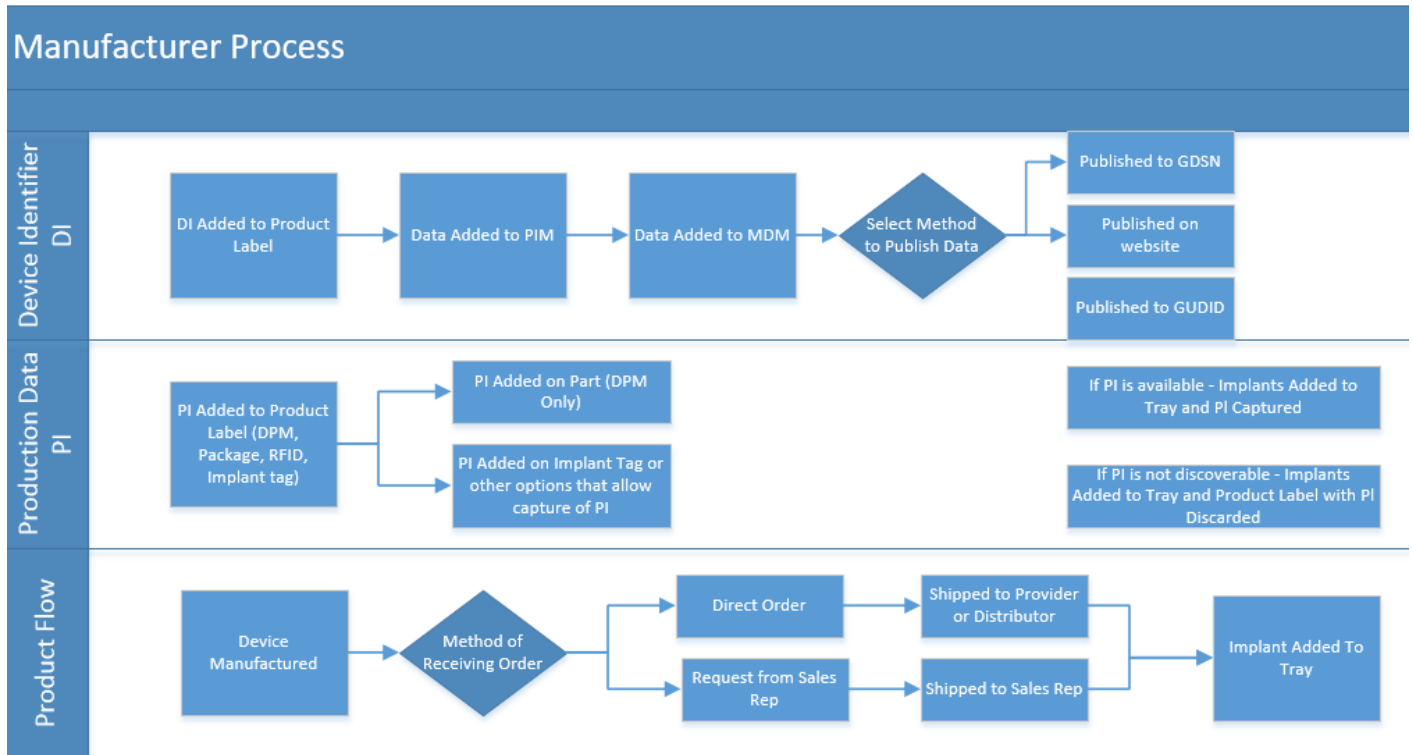 Manufacturer Process
Device Identifier
DI
DI Added to Product
Label
Data Added to PIM
Data Added to MDM
Select Method
to Publish Data
Published to GDSN
Published on
website
Published to GUDID
Production Data
PI
PI Added to Product
Label (DPM,
Package, RFID,
Implant tag)
PI Added on Part (DPM
Only)
PI Added on Implant Tag or
other options that allow
capture of PI
If PI is available - Implants Added to
Tray and PI Captured
If PI is not discoverable - Implants
Added to Tray and Product Label with PI
Discarded
Product Flow
Device
Manufactured
Method of
Receiving Order
Direct Order
Shipped to Provider
or Distributor
Request from Sales
Rep
Shipped to Sales Rep
Implant Added To
Tray